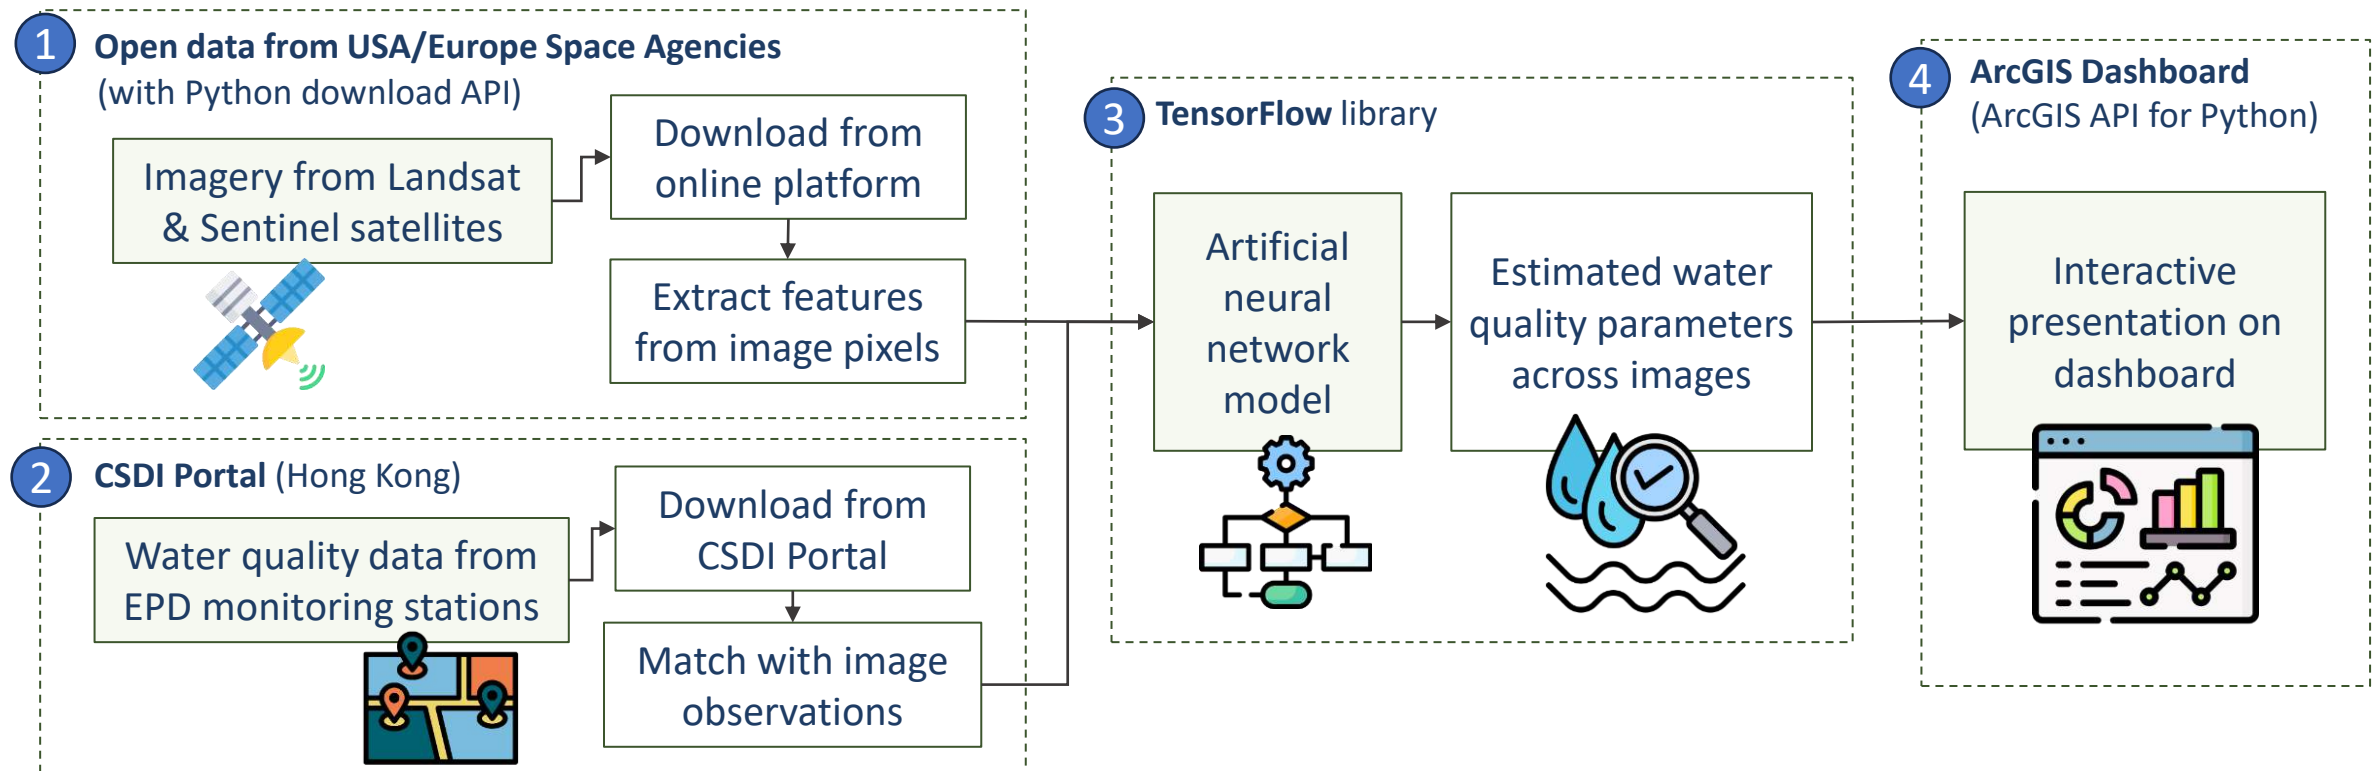 1
Open data from USA/Europe Space Agencies
(with Python download API)
Imagery from Landsat
& Sentinel satellites
Download from
online platform
Extract features
from image pixels
2
CSDI Portal (Hong Kong)
Water quality data from
EPD monitoring stations
Download from
CSDI Portal
Match with image
observations
3
TensorFlow library
Artificial
neural
network
model
Estimated water
quality parameters
across images
4
ArcGIS Dashboard
(ArcGIS API for Python)
Interactive
presentation on
dashboard